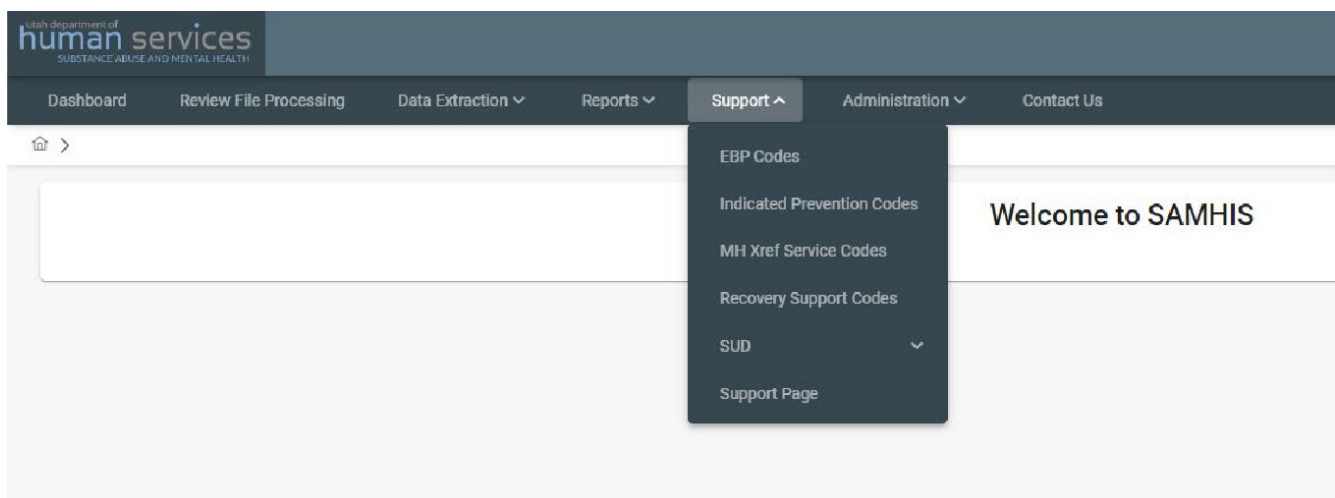 utah department of
human services
SUBSTANCE ABUSE AND MENTAL HEALTH
Dashboard Review File Processing Data Extraction Reports Support Administration Contact Us
EBP Codes
Indicated Prevention Codes
Welcome to SAMHIS
MH Xref Service Codes
Recovery Support Codes
SUD
Support Page